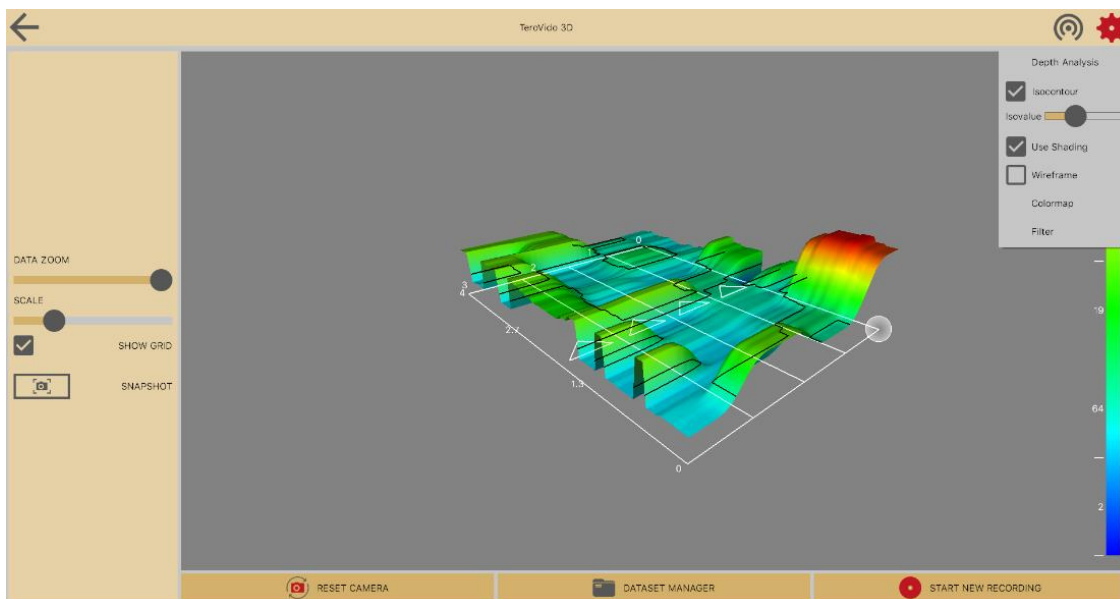 TeroVido 3D
Depth Analysis
Isocontour
Isovalue
Use Shading
Wireframe
Colormap
Filter
DATA ZOOM
SCALE
SHOW GRID
SNAPSHOT
0
2
3
4
2.7
1.3
0
19
64
2
RESET CAMERA
DATASET MANAGER
START NEW RECORDING